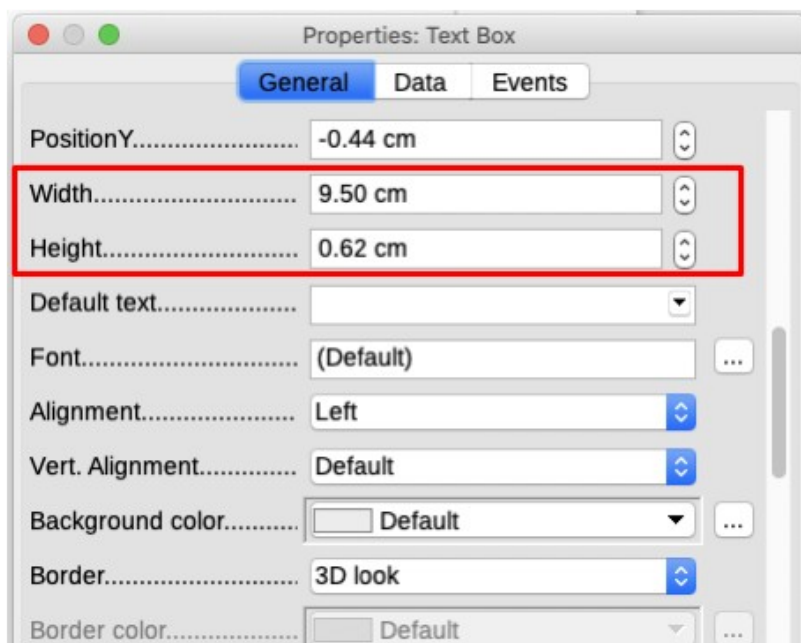 Properties: Text Box
General Data Events
PositionY............................ -0.44 cm
Width............................. 9.50 cm
Height............................ 0.62 cm
Default text....................
Font............................... (Default) ...
Alignment...................... Left
Vert. Alignment.............. Default
Background color........... Default ...
Border............................ 3D look
Border color................... Default ...